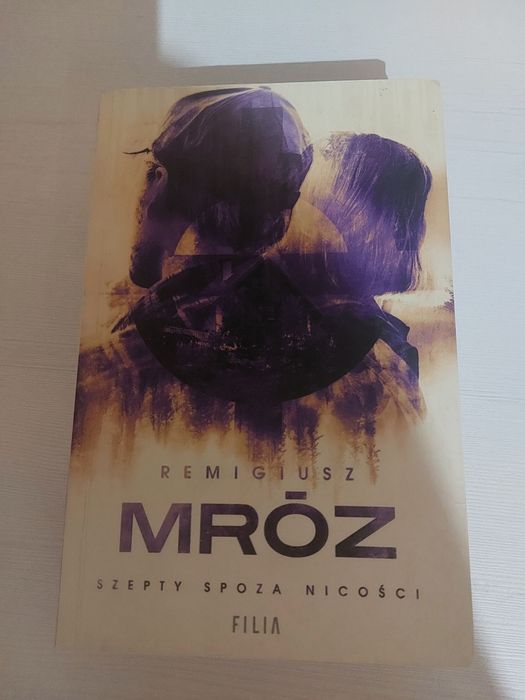 REMIGIUSZ
MRÓZ
SZEPTY SPOZA NICOŚCI
FILIA